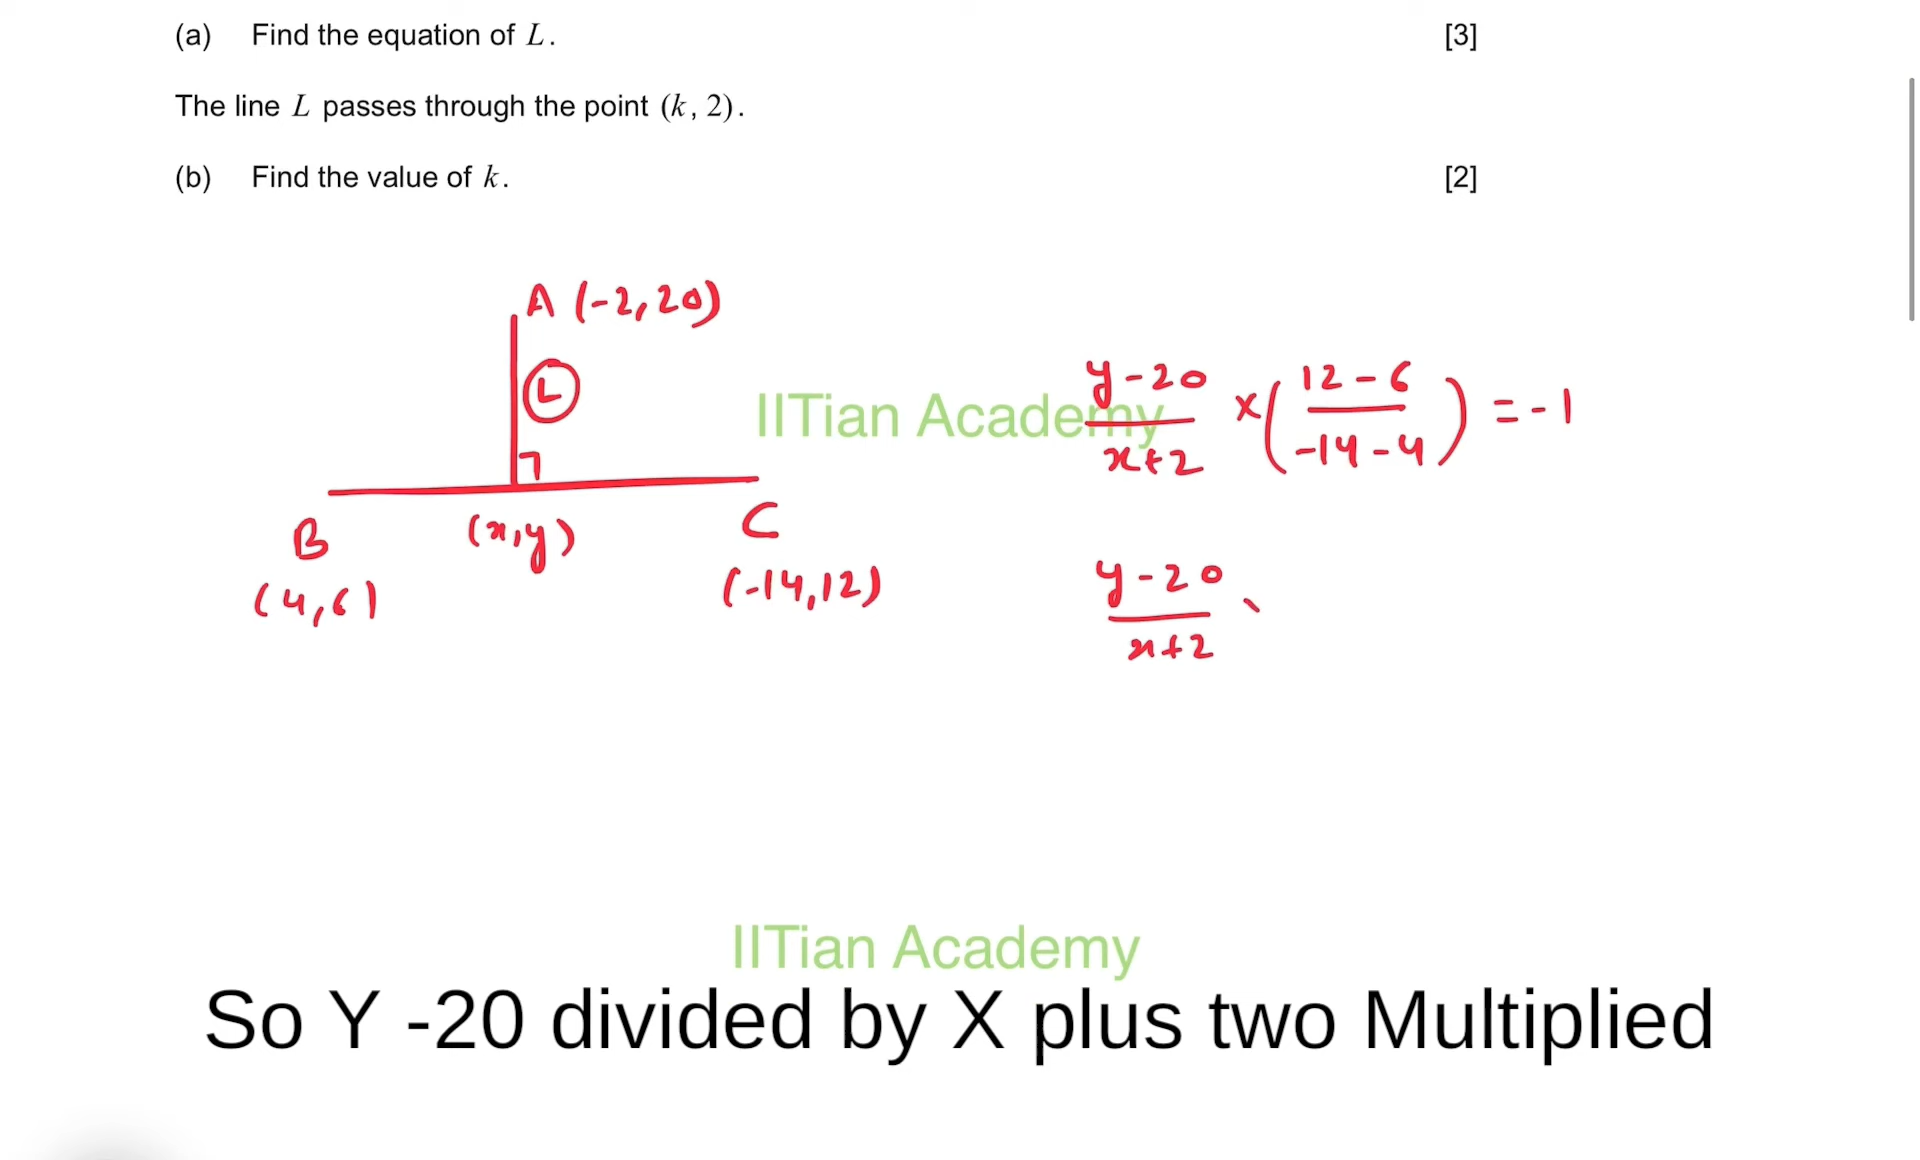 (a) Find the equation of L. [3]
The line L passes through the point (k, 2).
(b) Find the value of k. [2]
A (-2,20)
L
B
(4,6)
(x,y)
C
(-14,12)
IITian Academy
y-20/x+2 × (12-6/-14-4) = -1
y-20/x+2
IITian Academy
So Y -20 divided by X plus two Multiplied